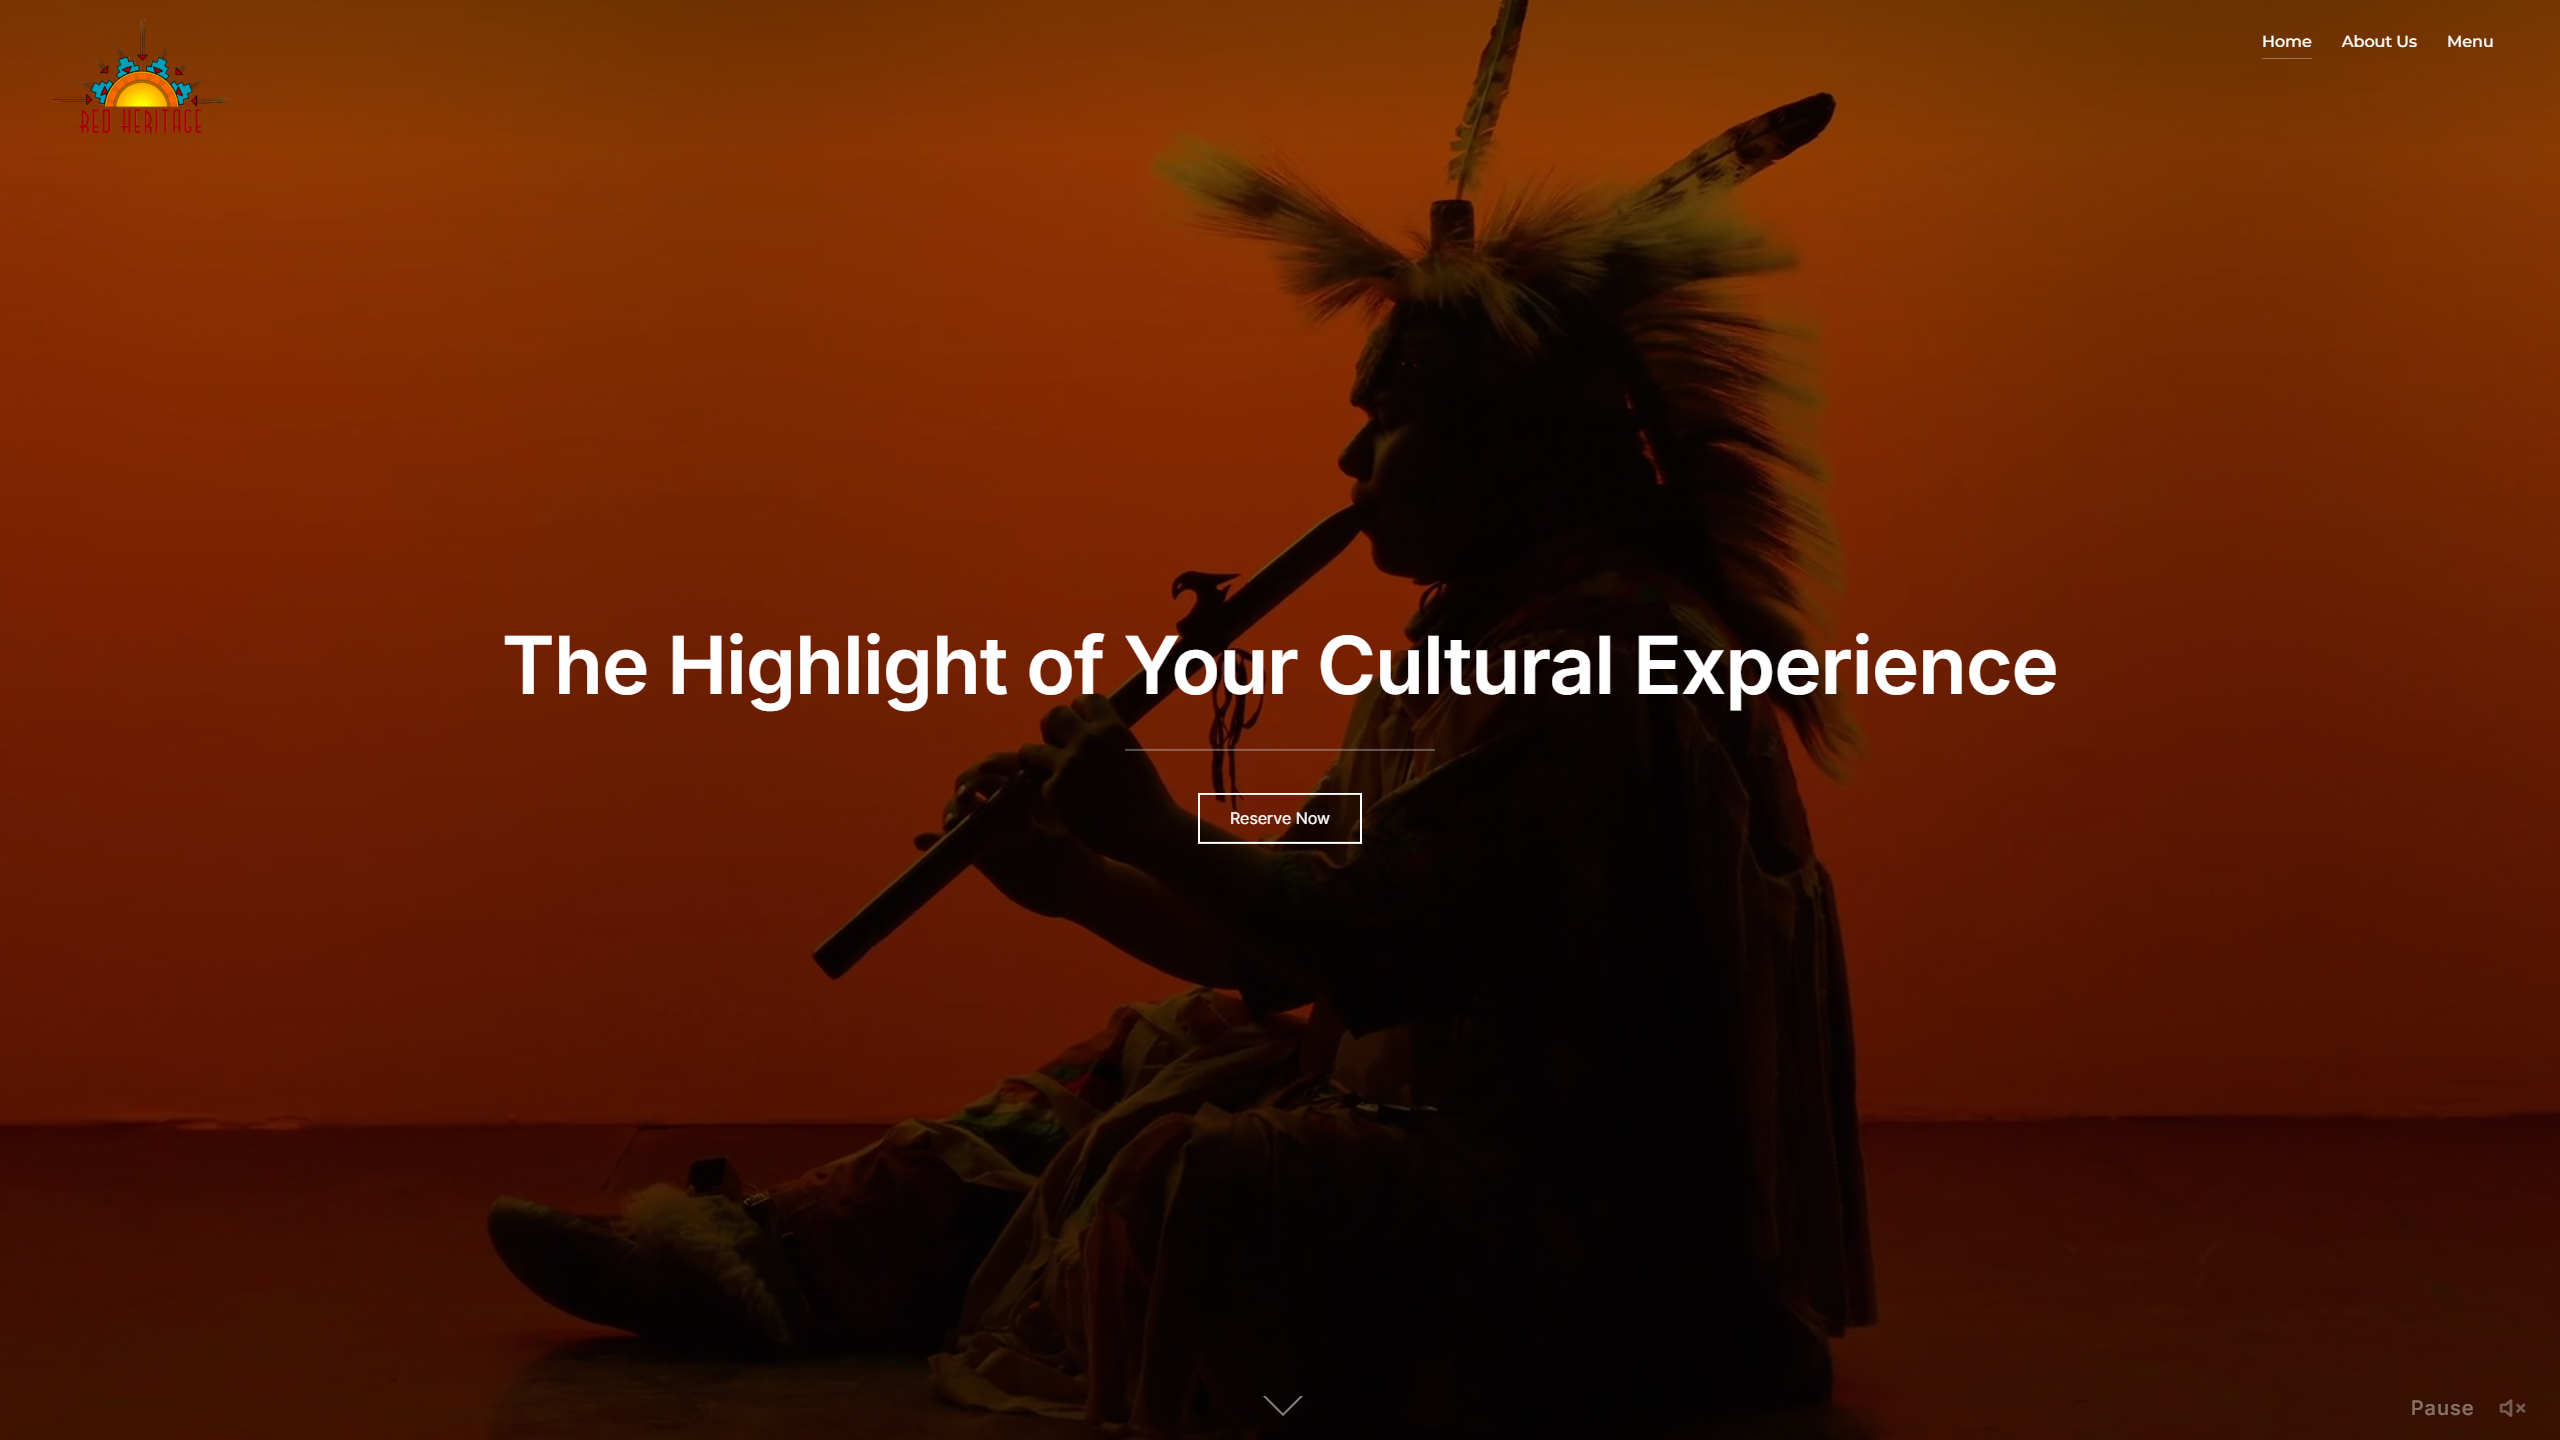 RED HERITAGE
Home
About Us
Menu
The Highlight of Your Cultural Experience
Reserve Now
Pause